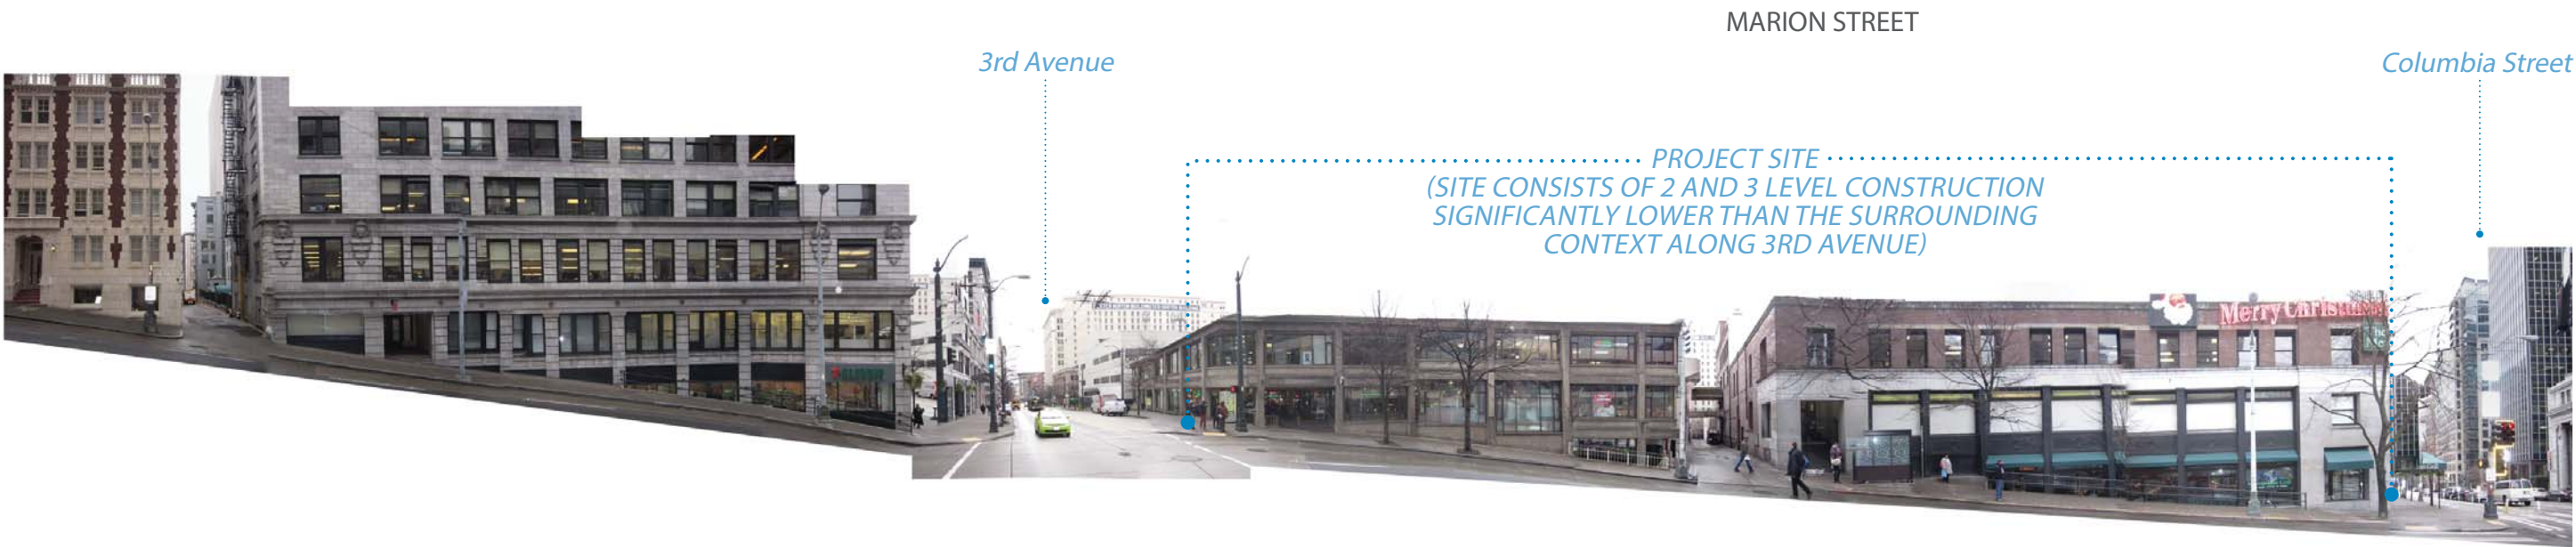 MARION STREET
3rd Avenue
Columbia Street
PROJECT SITE
(SITE CONSISTS OF 2 AND 3 LEVEL CONSTRUCTION
SIGNIFICANTLY LOWER THAN THE SURROUNDING
CONTEXT ALONG 3RD AVENUE)
Merry Christmas